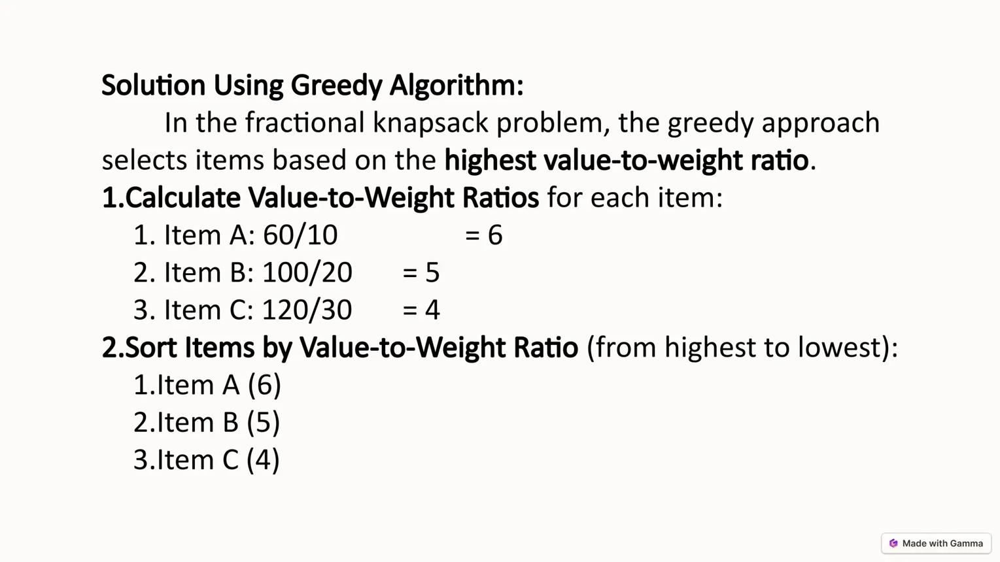 Solution Using Greedy Algorithm:
In the fractional knapsack problem, the greedy approach
selects items based on the highest value-to-weight ratio.
1.Calculate Value-to-Weight Ratios for each item:
1. Item A: 60/10 = 6
2. Item B: 100/20 = 5
3. Item C: 120/30 = 4
2.Sort Items by Value-to-Weight Ratio (from highest to lowest):
1.Item A (6)
2.Item B (5)
3.Item C (4)
Made with Gamma